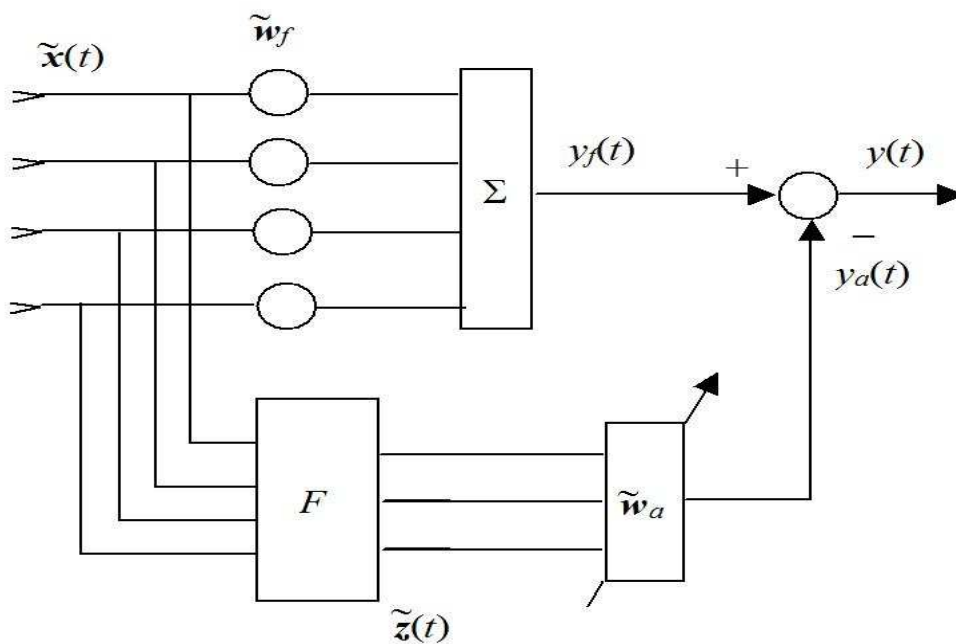 w̃f
x̃(t)
yf(t)
+
y(t)
Σ
−
ya(t)
F
w̃a
z̃(t)